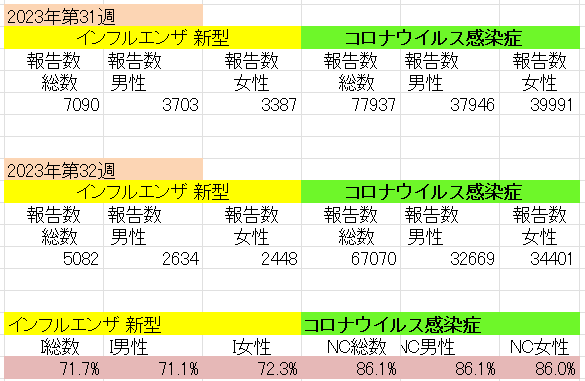 2023年第31週
インフルエンザ 新型 コロナウイルス感染症
報告数 報告数 報告数 報告数 報告数 報告数
総数 男性 女性 総数 男性 女性
7090 3703 3387 77937 37946 39991
2023年第32週
インフルエンザ 新型 コロナウイルス感染症
報告数 報告数 報告数 報告数 報告数 報告数
総数 男性 女性 総数 男性 女性
5082 2634 2448 67070 32669 34401
インフルエンザ 新型 コロナウイルス感染症
I総数 I男性 I女性 NC総数 NC男性 NC女性
71.7% 71.1% 72.3% 86.1% 86.1% 86.0%